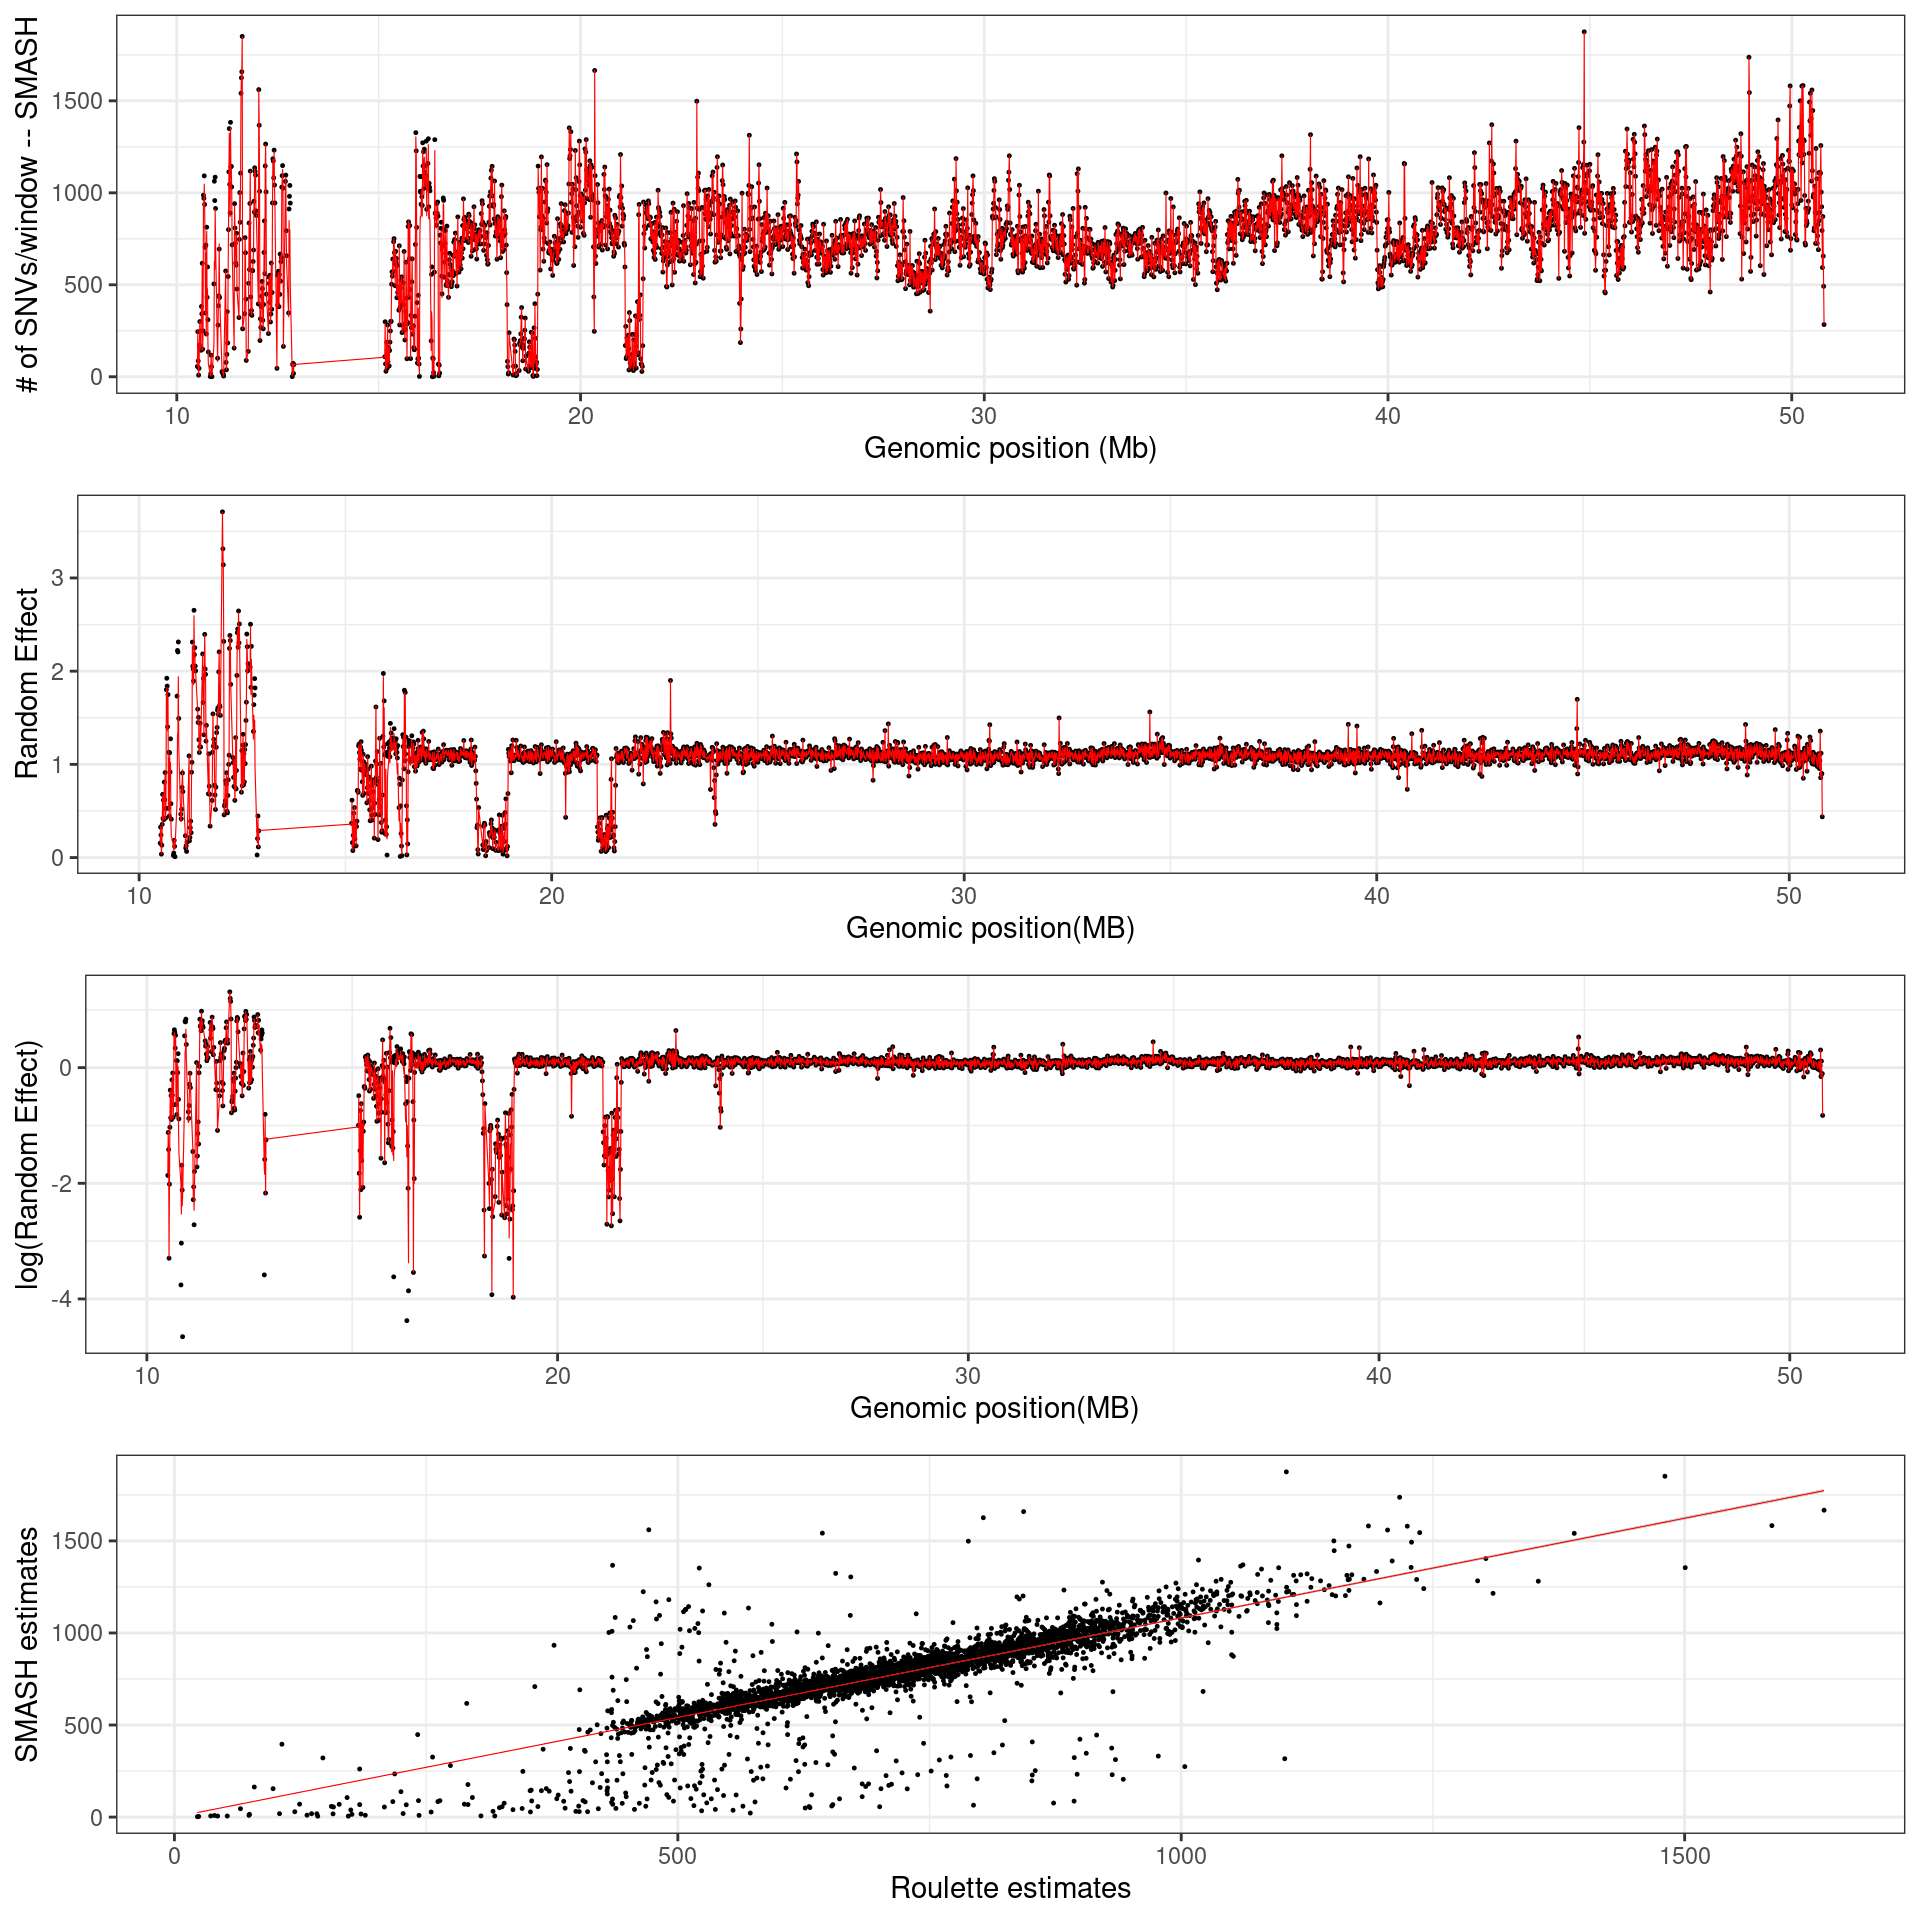 # of SNVs/window -- SMASH
1500
1000
500
0
10 20 30 40 50
Genomic position (Mb)
Random Effect
3
2
1
0
10 20 30 40 50
Genomic position(MB)
log(Random Effect)
0
-2
-4
10 20 30 40 50
Genomic position(MB)
SMASH estimates
1500
1000
500
0
0 500 1000 1500
Roulette estimates